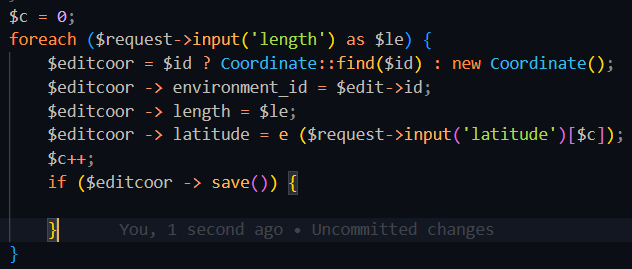 $c = 0;
foreach ($request->input('length') as $le) {
$editcoor = $id ? Coordinate::find($id) : new Coordinate();
$editcoor -> environment_id = $edit->id;
$editcoor -> length = $le;
$editcoor -> latitude = e ($request->input('latitude')[$c]);
$c++;
if ($editcoor -> save()) {
} You, 1 second ago • Uncommitted changes
}